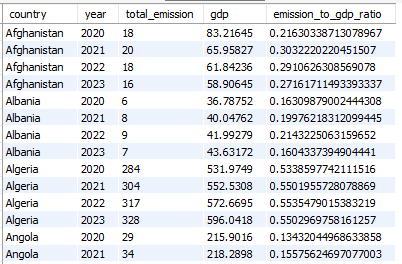 country year total_emission gdp emission_to_gdp_ratio
Afghanistan 2020 18 83.21645 0.21630338713078967
Afghanistan 2021 20 65.95827 0.3032220220451507
Afghanistan 2022 18 61.84236 0.2910626308569078
Afghanistan 2023 16 58.90645 0.27161711493393337
Albania 2020 6 36.78752 0.16309879002444308
Albania 2021 8 40.04762 0.19976218312099445
Albania 2022 9 41.99279 0.2143225063159652
Albania 2023 7 43.63172 0.1604337394904441
Algeria 2020 284 531.9749 0.5338597742111516
Algeria 2021 304 552.5308 0.5501955728078869
Algeria 2022 317 572.6695 0.5535479015383219
Algeria 2023 328 596.0418 0.5502969758161257
Angola 2020 29 215.9016 0.13432044968633858
Angola 2021 34 218.2898 0.15575624697077003